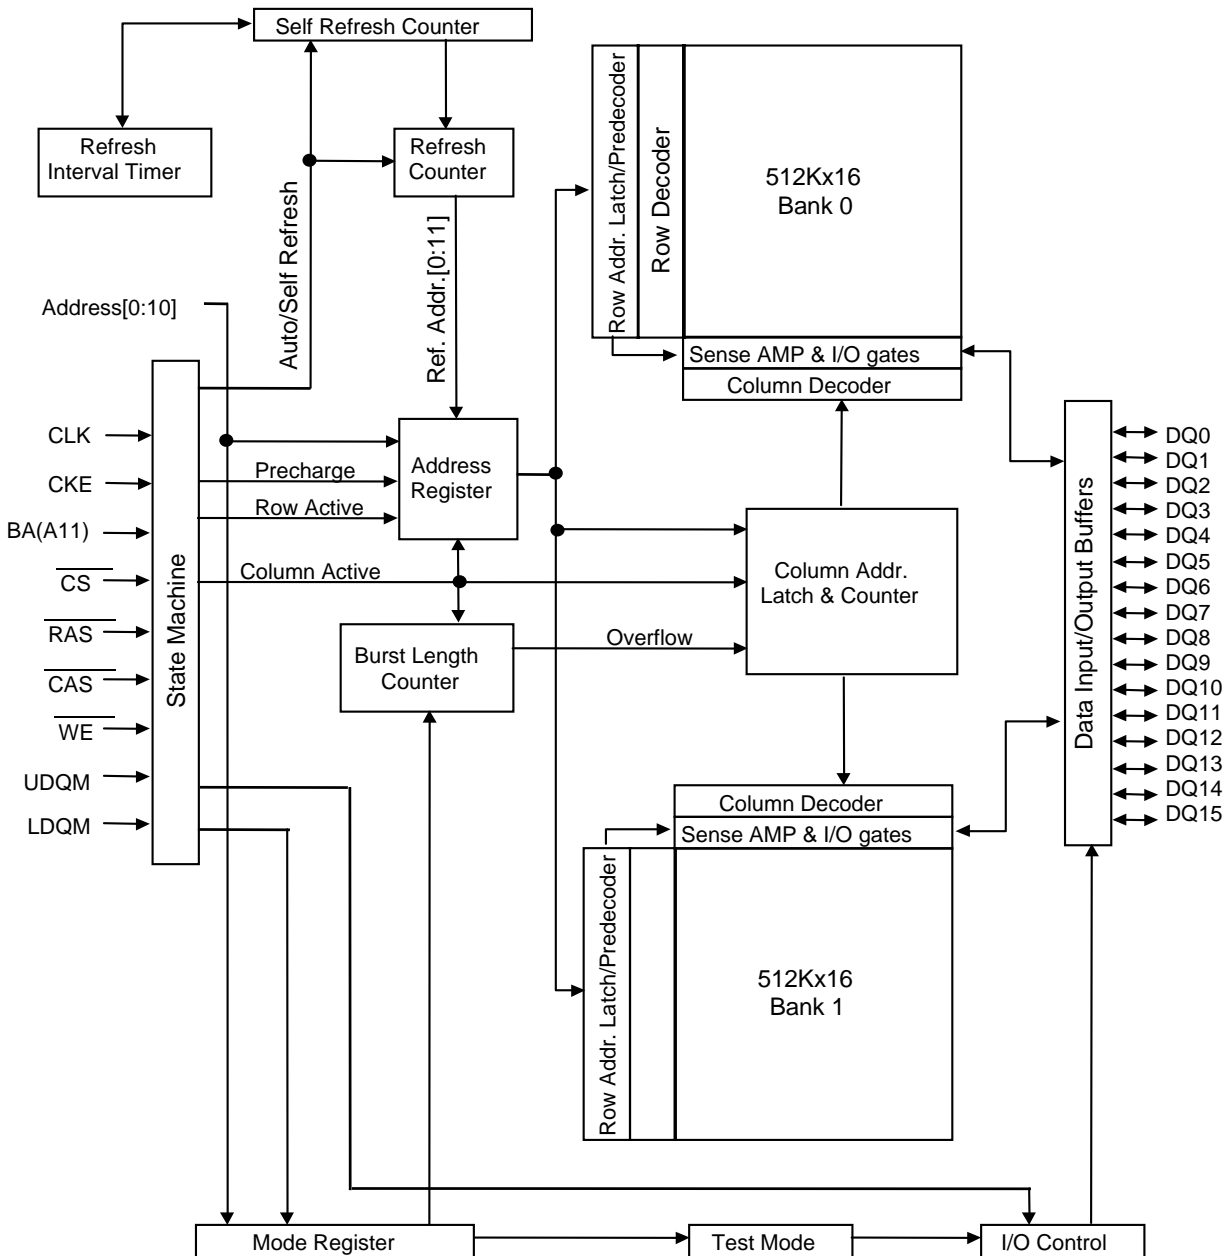 Self Refresh Counter
Refresh
Interval Timer
Refresh
Counter
Auto/Self Refresh
Ref. Addr.[0:11]
Row Addr. Latch/Predecoder
Row Decoder
512Kx16
Bank 0
Sense AMP & I/O gates
Column Decoder
Address[0:10]
CLK
CKE
BA(A11)
CS
RAS
CAS
WE
UDQM
LDQM
State Machine
Precharge
Row Active
Column Active
Address
Register
Burst Length
Counter
Overflow
Column Addr.
Latch & Counter
Data Input/Output Buffers
DQ0
DQ1
DQ2
DQ3
DQ4
DQ5
DQ6
DQ7
DQ8
DQ9
DQ10
DQ11
DQ12
DQ13
DQ14
DQ15
Column Decoder
Sense AMP & I/O gates
Row Addr. Latch/Predecoder
512Kx16
Bank 1
Mode Register
Test Mode
I/O Control